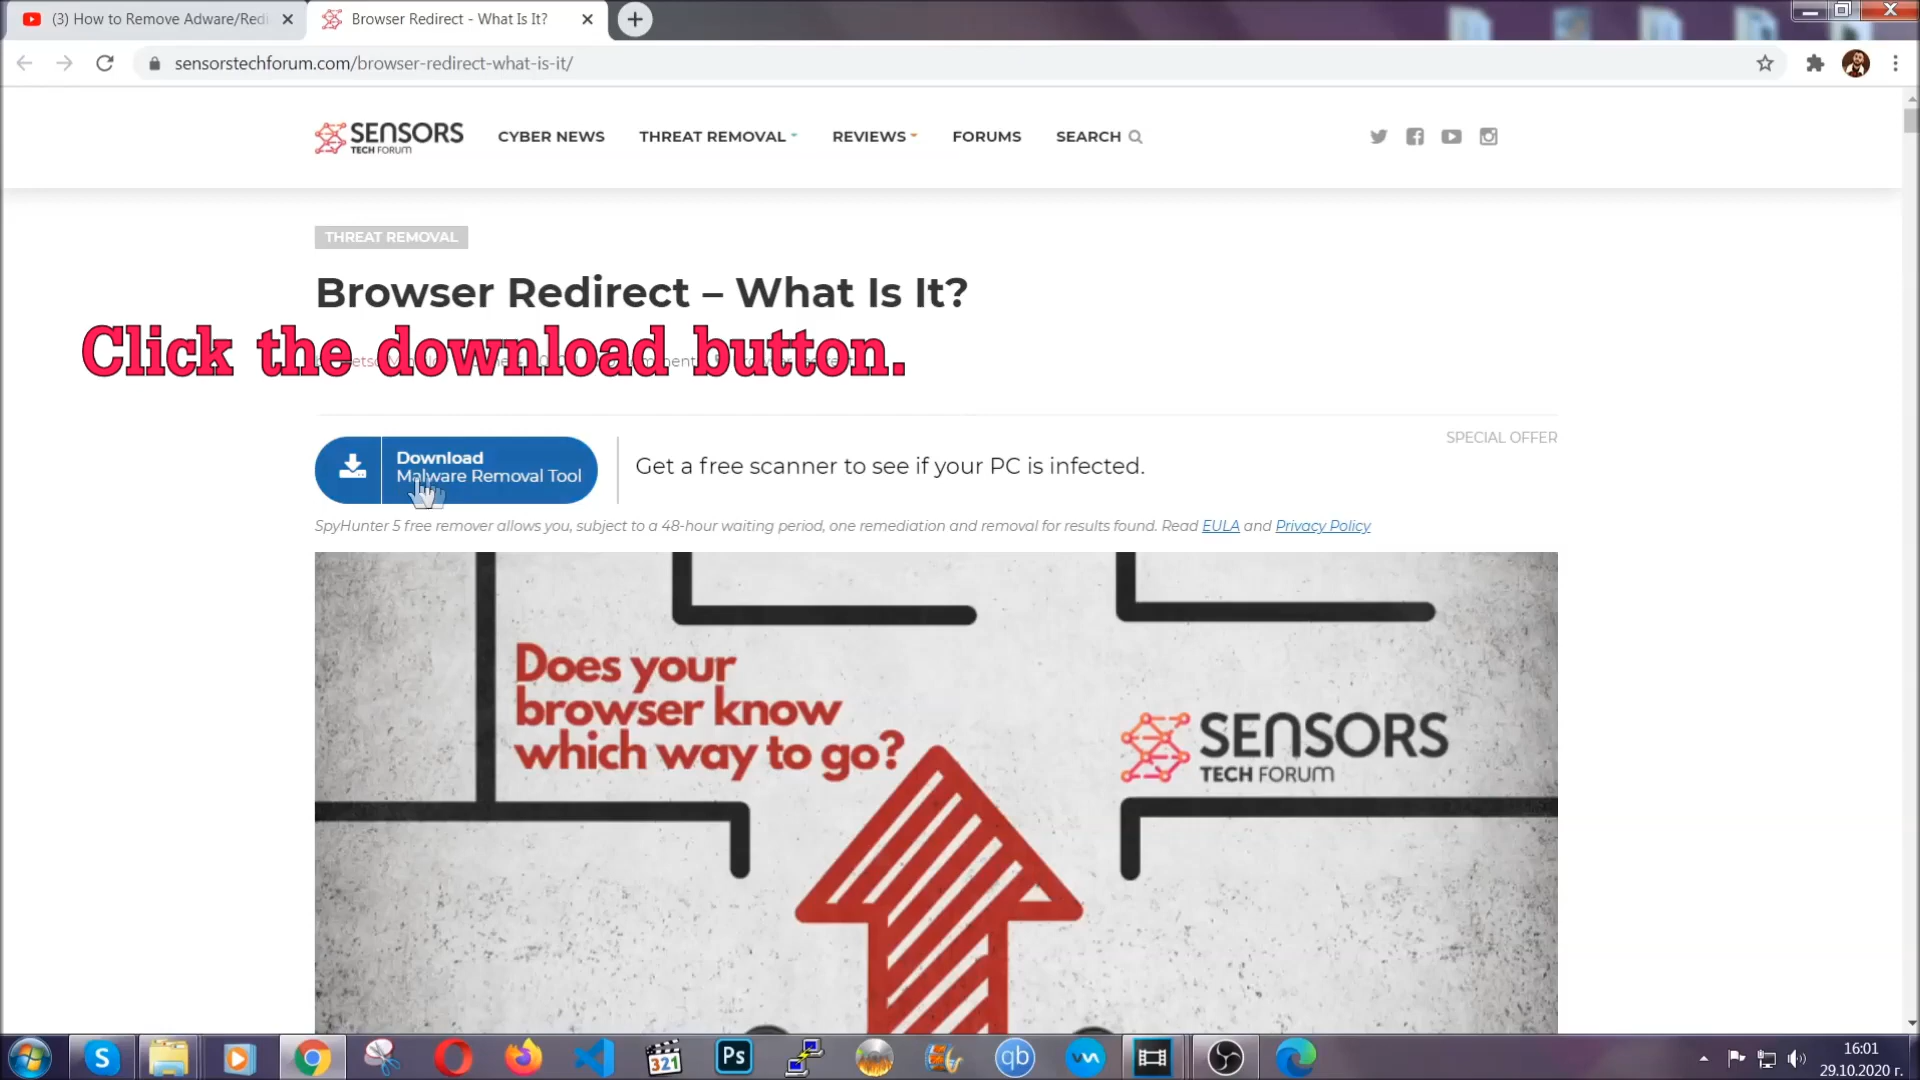 (3) How to Remove Adware/Redi
Browser Redirect - What Is It?
sensorstechforum.com/browser-redirect-what-is-it/
SENSORS
TECH FORUM
CYBER NEWS
THREAT REMOVAL
REVIEWS
FORUMS
SEARCH
THREAT REMOVAL
Browser Redirect – What Is It?
Click the download button.
Download
Malware Removal Tool
Get a free scanner to see if your PC is infected.
SPECIAL OFFER
SpyHunter 5 free remover allows you, subject to a 48-hour waiting period, one remediation and removal for results found. Read EULA and Privacy Policy
Does your
browser know
which way to go?
SENSORS
TECH FORUM
S
321
Ps
qb
16:01
29.10.2020 г.